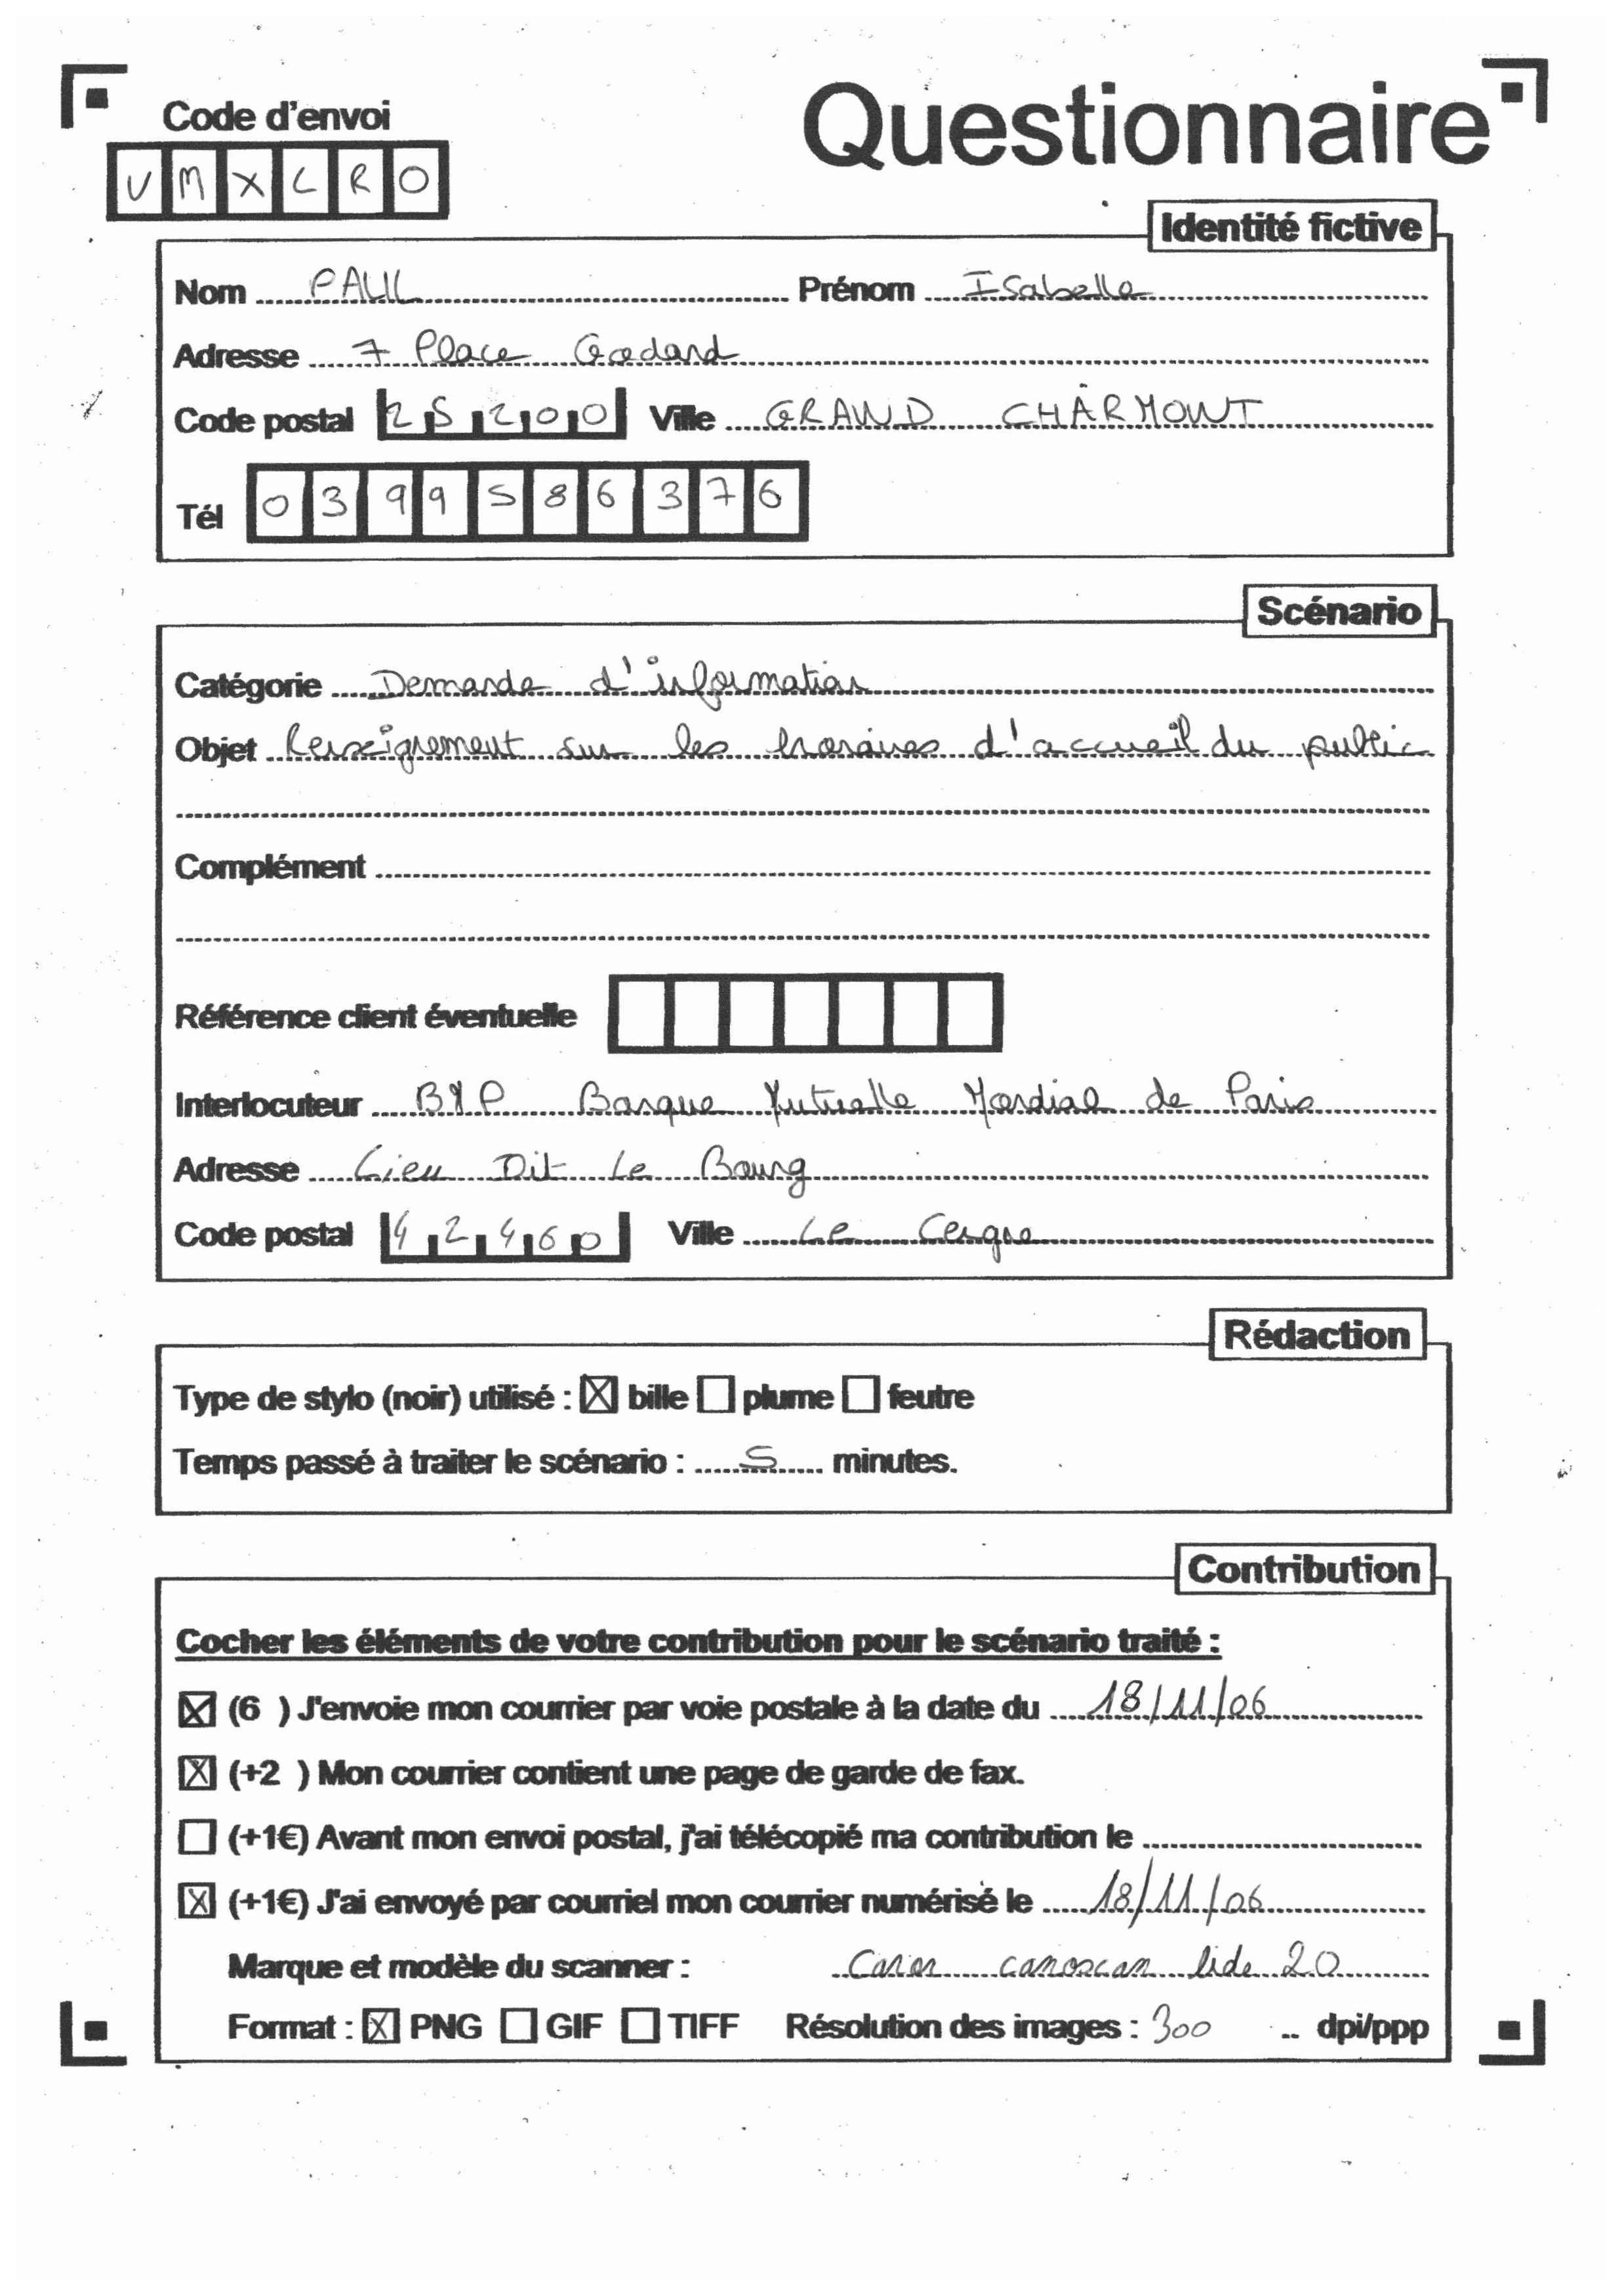 Code d'envoi
Questionnaire
V M X L R O
Identité fictive
Nom PAUL Prénom Isabelle
Adresse 7 Place Godard
Code postal 25200 Ville GRAND CHARMONT
Tél 0399586376
Scénario
Catégorie Demande d'information
Objet Renseignement sur les horaires d'accueil du public
Complément
Référence client éventuelle
Interlocuteur Banque Mutuelle Mondial de Paris
Adresse Lieu Dit Le Bourg
Code postal 42460 Ville Le Cergne
Rédaction
Type de stylo (noir) utilisé : ☒ bille ☐ plume ☐ feutre
Temps passé à traiter le scénario : 5 minutes.
Contribution
Cocher les éléments de votre contribution pour le scénario traité :
☒ (6 ) J'envoie mon courrier par voie postale à la date du 18/11/06
☒ (+2 ) Mon courrier contient une page de garde de fax.
☐ (+1€) Avant mon envoi postal, j'ai télécopié ma contribution le
☒ (+1€) J'ai envoyé par courriel mon courrier numérisé le 18/11/06
Marque et modèle du scanner : Canon canoscan lide 20
Format : ☒ PNG ☐ GIF ☐ TIFF Résolution des images : 300 .. dpi/ppp